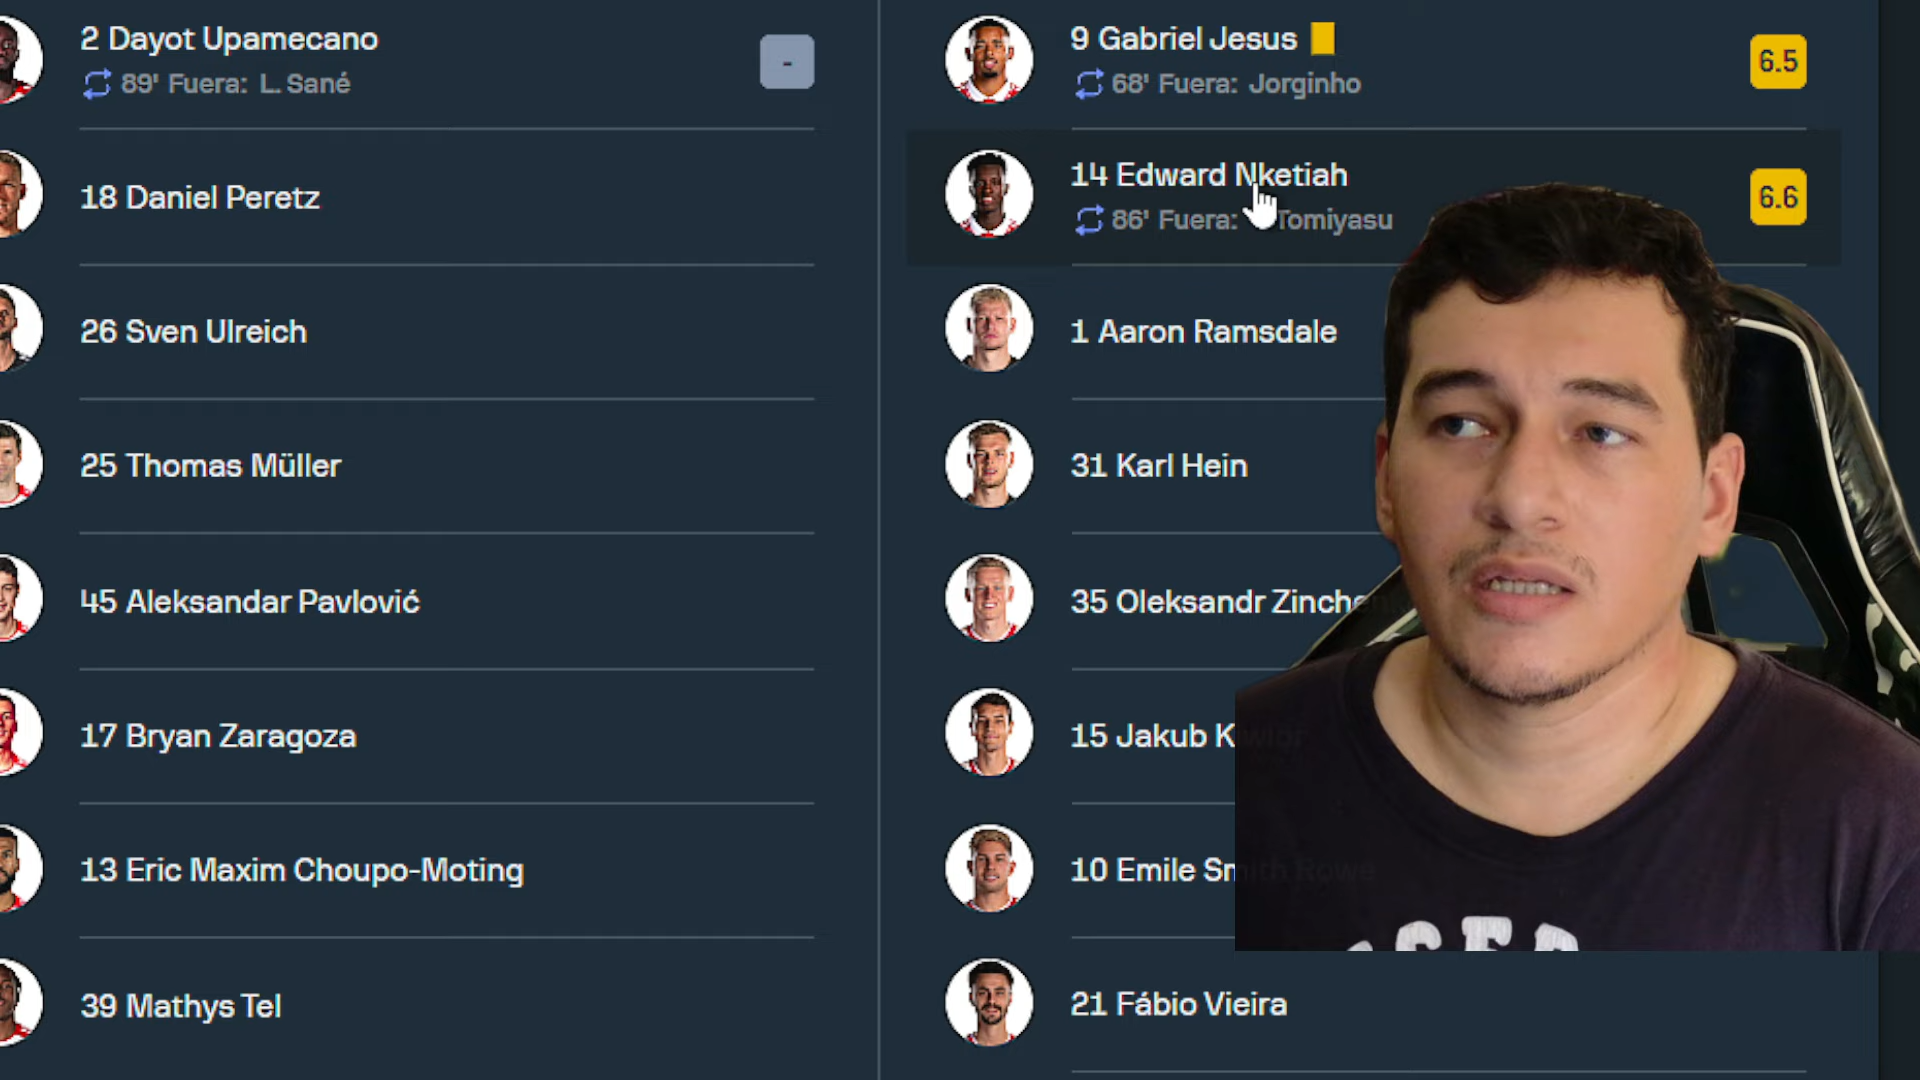 2 Dayot Upamecano
89' Fuera: L. Sané
-
18 Daniel Peretz
26 Sven Ulreich
25 Thomas Müller
45 Aleksandar Pavlović
17 Bryan Zaragoza
13 Eric Maxim Choupo-Moting
39 Mathys Tel
9 Gabriel Jesus
68' Fuera: Jorginho
6.5
14 Edward Nketiah
86' Fuera: Tomiyasu
6.6
1 Aaron Ramsdale
31 Karl Hein
35 Oleksandr
15 Jakub Kiwior
10 Emile Smith Rowe
21 Fábio Vieira